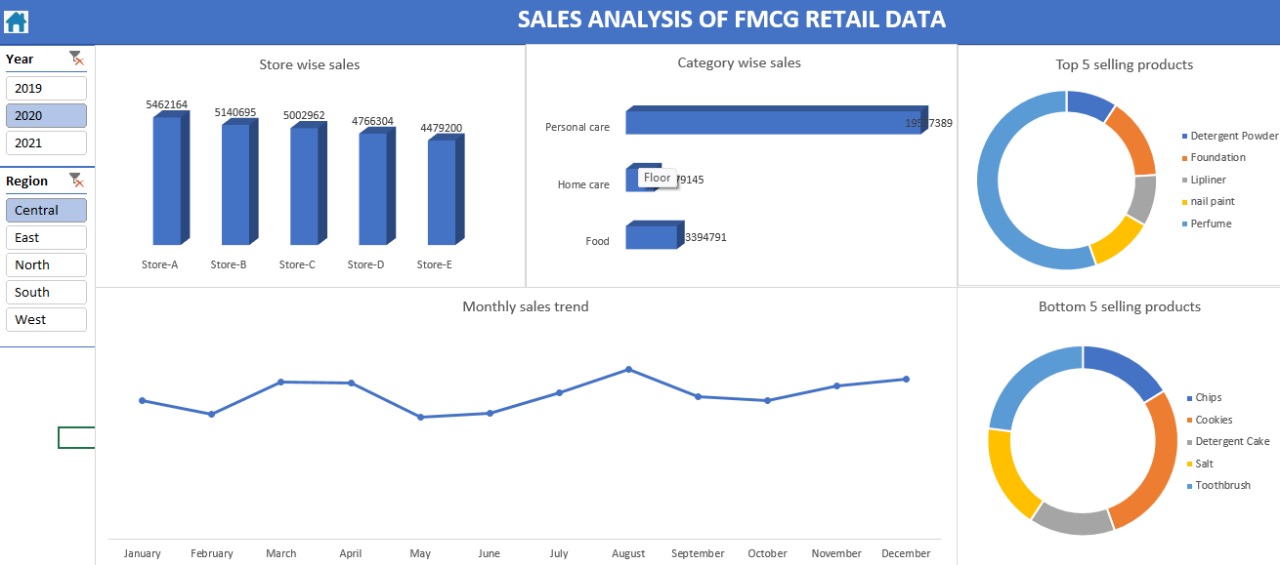 SALES ANALYSIS OF FMCG RETAIL DATA
Year
2019
2020
2021
Region
Central
East
North
South
West
Store wise sales
5462164
5140695
5002962
4766304
4479200
Store-A
Store-B
Store-C
Store-D
Store-E
Category wise sales
Personal care
Home care
Floor
9145
Food
3394791
Top 5 selling products
Detergent Powder
Foundation
Lipliner
nail paint
Perfume
Monthly sales trend
January
February
March
April
May
June
July
August
September
October
November
December
Bottom 5 selling products
Chips
Cookies
Detergent Cake
Salt
Toothbrush